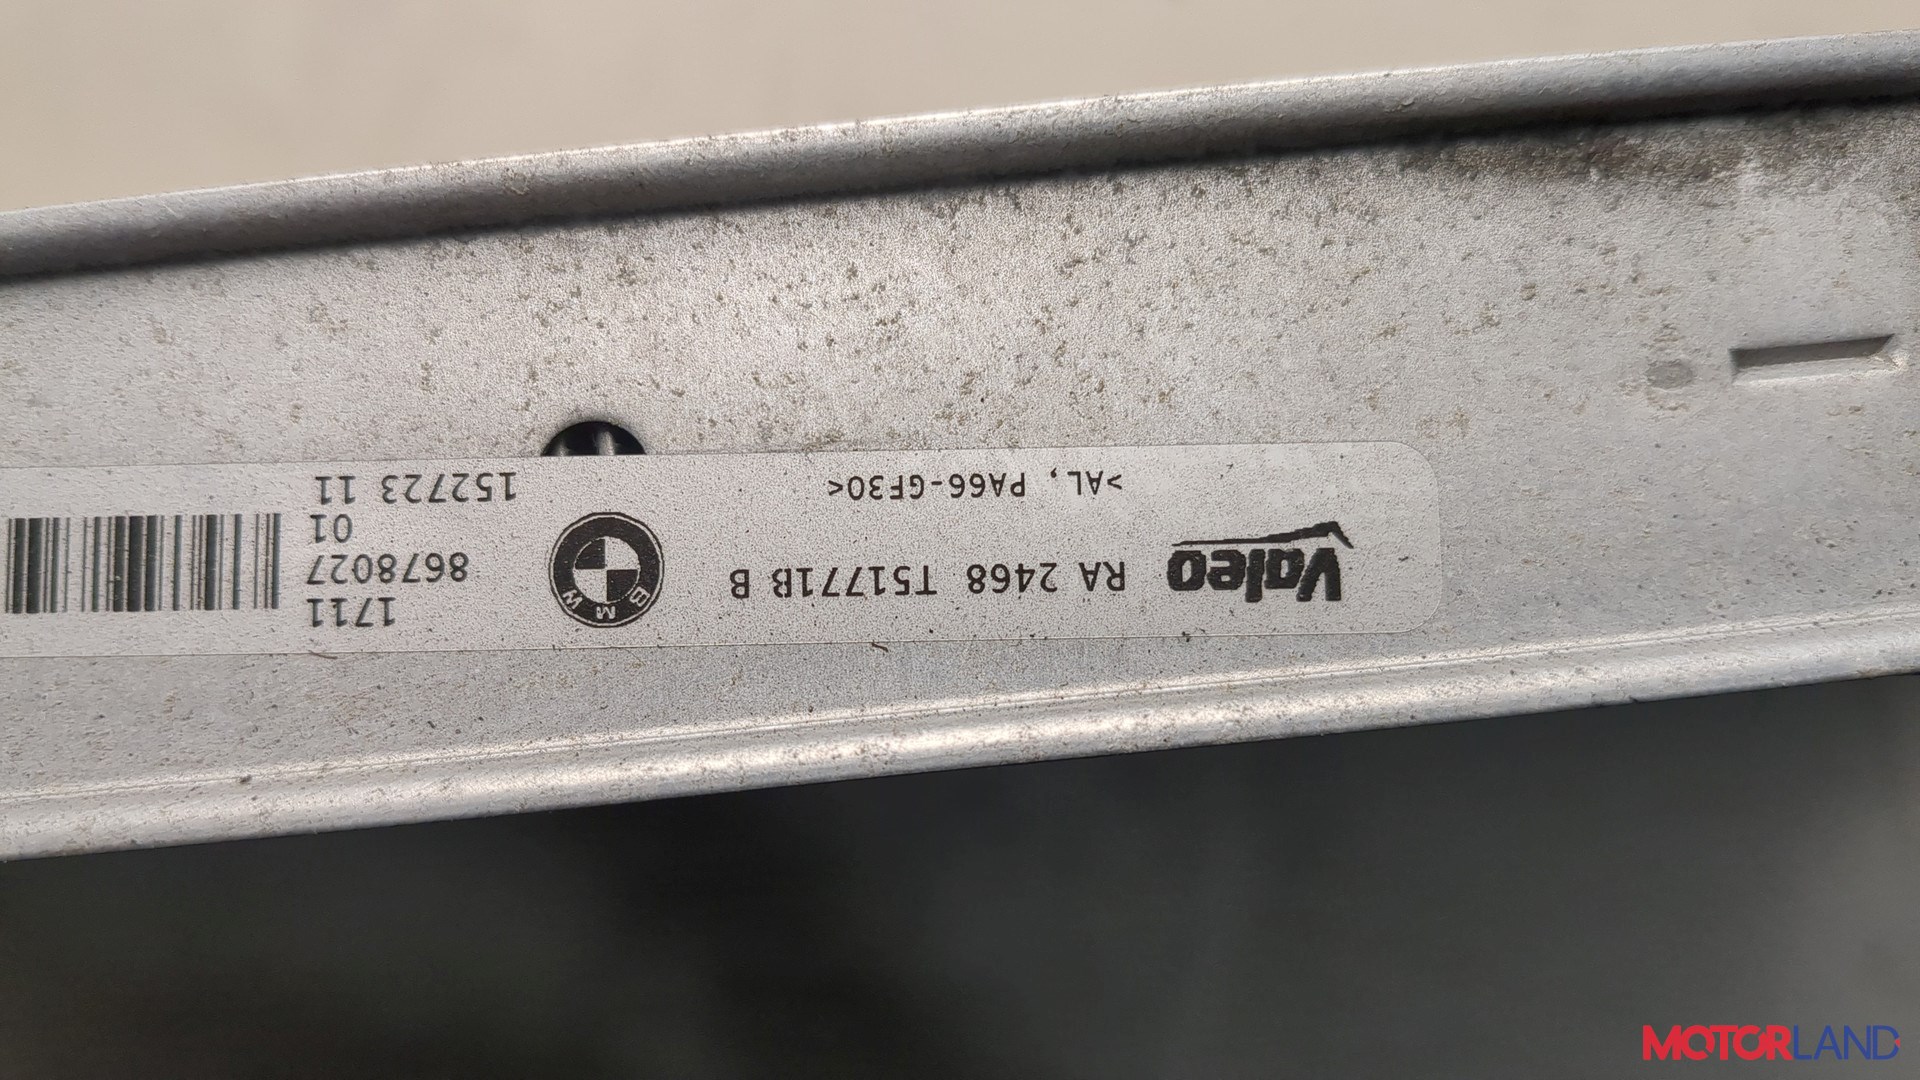 Valeo RA 2468 T51771B B
>AL, PA66-GF30<
BMW
1711
8678027
01
152723 11
MOTORLAND